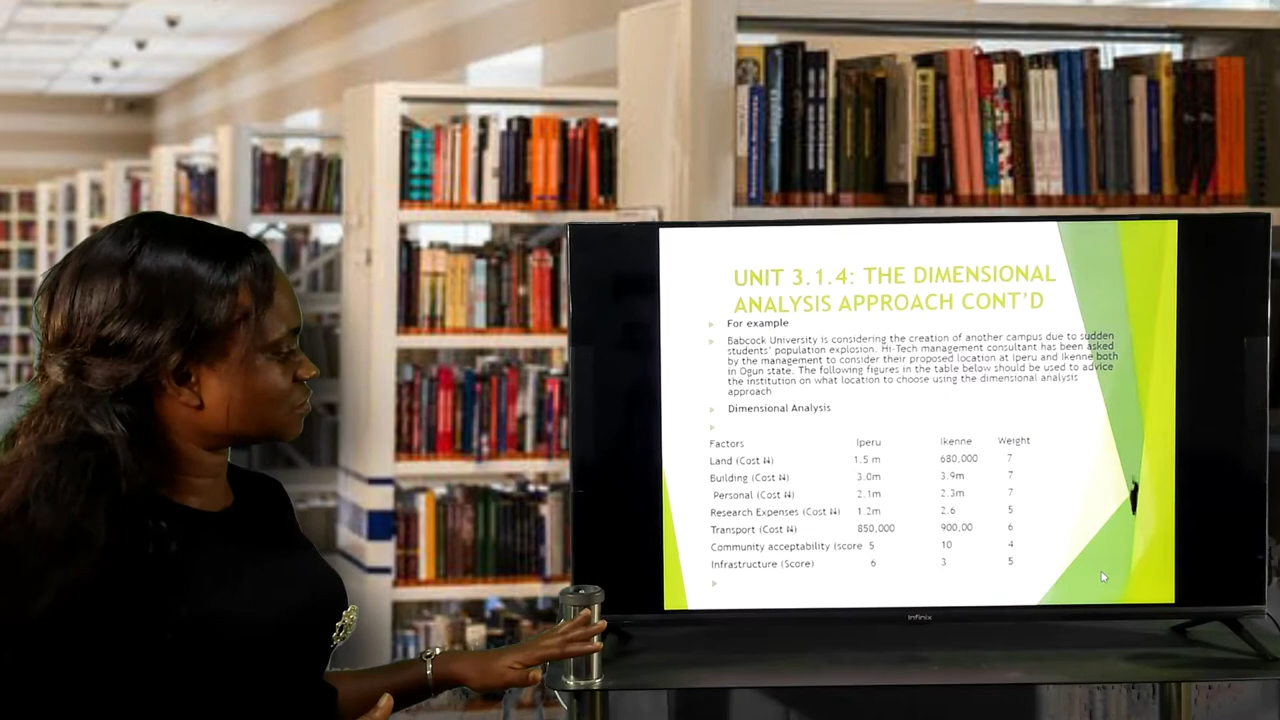 UNIT 3.1.4: THE DIMENSIONAL
ANALYSIS APPROACH CONT'D
For example
Babcock University is considering the creation of another campus due to sudden
students' population explosion. Hi-Tech management consultant has been asked
by the management to consider their proposed location at Iperu and Ikenne both
in Ogun state. The following figures in the table below should be used to advice
the institution on what location to choose using the dimensional analysis
approach
Dimensional Analysis
Factors Iperu Ikenne Weight
Land (Cost ₦) 1.5 m 680,000 7
Building (Cost ₦) 3.0m 3.9m 7
Personal (Cost ₦) 2.1m 2.3m 7
Research Expenses (Cost ₦) 1.2m 2.6 5
Transport (Cost ₦) 850,000 900,00 6
Community acceptability (score 5 10 4
Infrastructure (Score) 6 3 5
Infinix